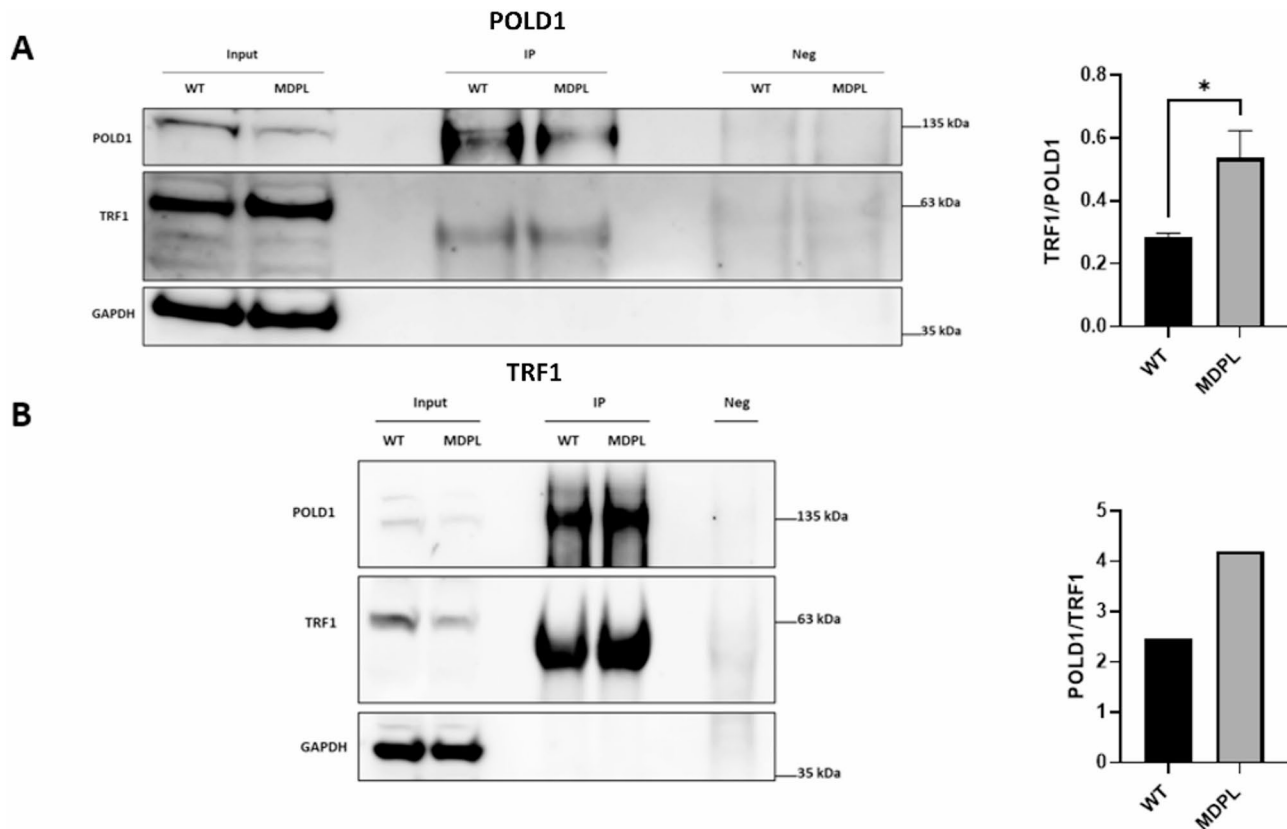 POLD1
A
Input IP Neg
WT MDPL WT MDPL WT MDPL
POLD1
135 kDa
TRF1
63 kDa
GAPDH
35 kDa
0.8
0.6
0.4
0.2
0.0
TRF1/POLD1
*
WT
MDPL
TRF1
B
Input IP Neg
WT MDPL WT MDPL
POLD1
135 kDa
TRF1
63 kDa
GAPDH
35 kDa
5
4
3
2
1
0
POLD1/TRF1
WT
MDPL